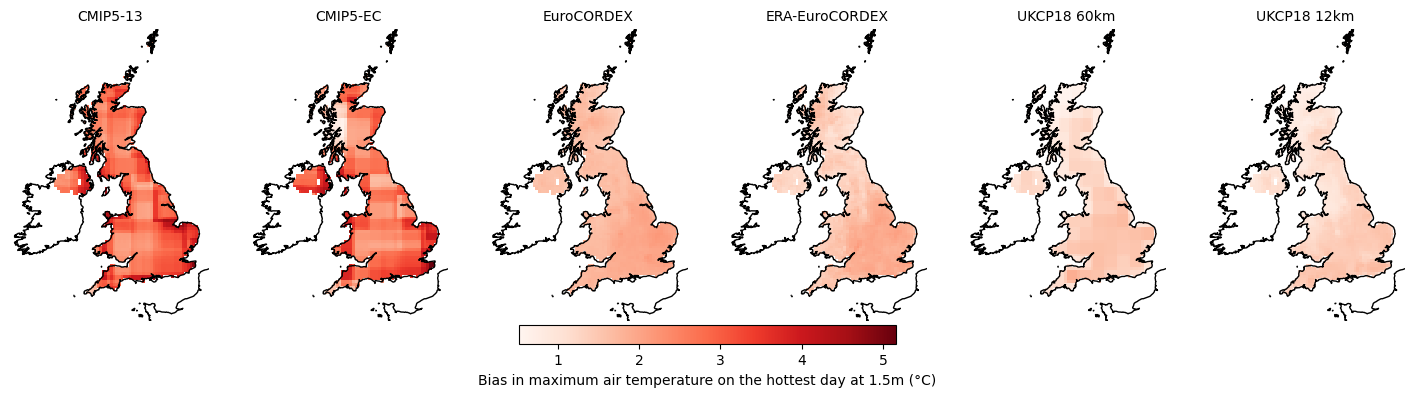 CMIP5-13
CMIP5-EC
EuroCORDEX
ERA-EuroCORDEX
UKCP18 60km
UKCP18 12km
1
2
3
4
5
Bias in maximum air temperature on the hottest day at 1.5m (°C)